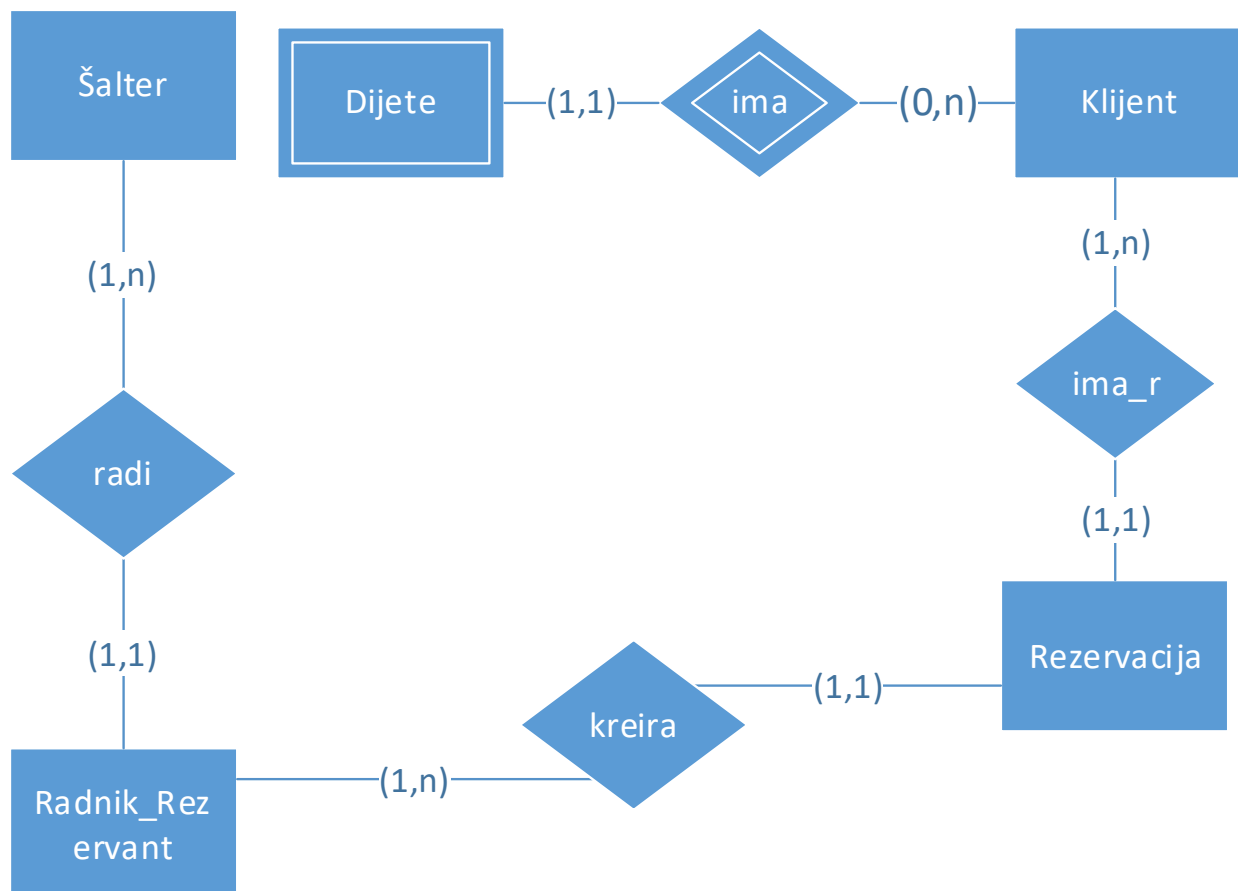 Šalter
Dijete
(1,1)
ima
(0,n)
Klijent
(1,n)
(1,n)
ima_r
radi
(1,1)
(1,1)
Rezervacija
(1,1)
kreira
(1,n)
Radnik_Rez
ervant